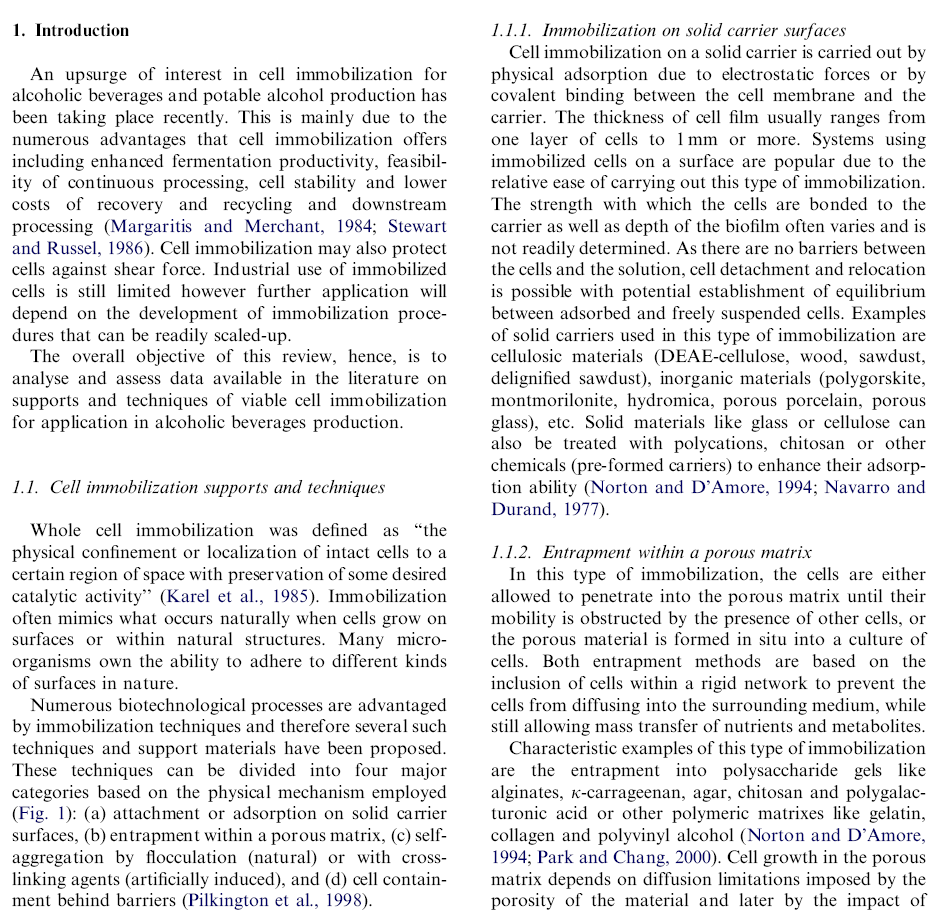 1. Introduction
An upsurge of interest in cell immobilization for
alcoholic beverages and potable alcohol production has
been taking place recently. This is mainly due to the
numerous advantages that cell immobilization offers
including enhanced fermentation productivity, feasibil-
ity of continuous processing, cell stability and lower
costs of recovery and recycling and downstream
processing (Margaritis and Merchant, 1984; Stewart
and Russel, 1986). Cell immobilization may also protect
cells against shear force. Industrial use of immobilized
cells is still limited however further application will
depend on the development of immobilization proce-
dures that can be readily scaled-up.
The overall objective of this review, hence, is to
analyse and assess data available in the literature on
supports and techniques of viable cell immobilization
for application in alcoholic beverages production.
1.1. Cell immobilization supports and techniques
Whole cell immobilization was defined as “the
physical confinement or localization of intact cells to a
certain region of space with preservation of some desired
catalytic activity” (Karel et al., 1985). Immobilization
often mimics what occurs naturally when cells grow on
surfaces or within natural structures. Many micro-
organisms own the ability to adhere to different kinds
of surfaces in nature.
Numerous biotechnological processes are advantaged
by immobilization techniques and therefore several such
techniques and support materials have been proposed.
These techniques can be divided into four major
categories based on the physical mechanism employed
(Fig. 1): (a) attachment or adsorption on solid carrier
surfaces, (b) entrapment within a porous matrix, (c) self-
aggregation by flocculation (natural) or with cross-
linking agents (artificially induced), and (d) cell contain-
ment behind barriers (Pilkington et al., 1998).
1.1.1. Immobilization on solid carrier surfaces
Cell immobilization on a solid carrier is carried out by
physical adsorption due to electrostatic forces or by
covalent binding between the cell membrane and the
carrier. The thickness of cell film usually ranges from
one layer of cells to 1 mm or more. Systems using
immobilized cells on a surface are popular due to the
relative ease of carrying out this type of immobilization.
The strength with which the cells are bonded to the
carrier as well as depth of the biofilm often varies and is
not readily determined. As there are no barriers between
the cells and the solution, cell detachment and relocation
is possible with potential establishment of equilibrium
between adsorbed and freely suspended cells. Examples
of solid carriers used in this type of immobilization are
cellulosic materials (DEAE-cellulose, wood, sawdust,
delignified sawdust), inorganic materials (polygorskite,
montmorilonite, hydromica, porous porcelain, porous
glass), etc. Solid materials like glass or cellulose can
also be treated with polycations, chitosan or other
chemicals (pre-formed carriers) to enhance their adsorp-
tion ability (Norton and D’Amore, 1994; Navarro and
Durand, 1977).
1.1.2. Entrapment within a porous matrix
In this type of immobilization, the cells are either
allowed to penetrate into the porous matrix until their
mobility is obstructed by the presence of other cells, or
the porous material is formed in situ into a culture of
cells. Both entrapment methods are based on the
inclusion of cells within a rigid network to prevent the
cells from diffusing into the surrounding medium, while
still allowing mass transfer of nutrients and metabolites.
Characteristic examples of this type of immobilization
are the entrapment into polysaccharide gels like
alginates, κ-carrageenan, agar, chitosan and polygalac-
turonic acid or other polymeric matrixes like gelatin,
collagen and polyvinyl alcohol (Norton and D’Amore,
1994; Park and Chang, 2000). Cell growth in the porous
matrix depends on diffusion limitations imposed by the
porosity of the material and later by the impact of